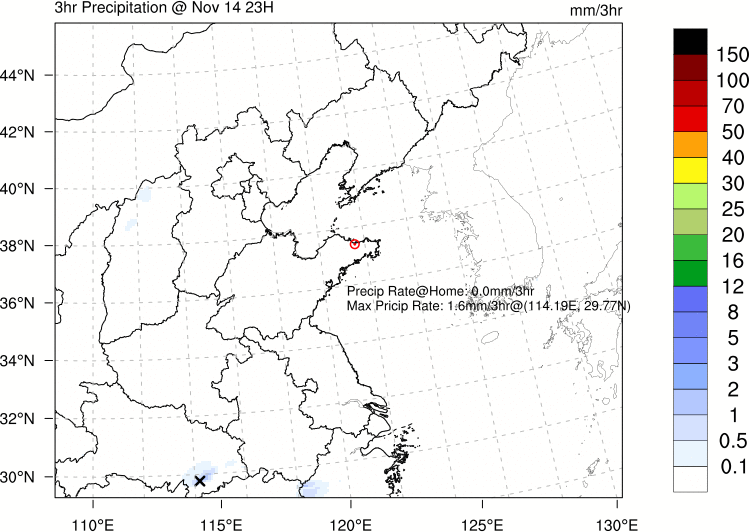 3hr Precipitation @ Nov 14 23H
mm/3hr
44°N
42°N
40°N
38°N
36°N
34°N
32°N
30°N
Precip Rate@Home: 0.0mm/3hr
Max Pricip Rate: 1.6mm/3hr@(114.19E, 29.77N)
110°E
115°E
120°E
125°E
130°E
150
100
70
50
40
30
25
20
16
12
8
5
3
2
1
0.5
0.1